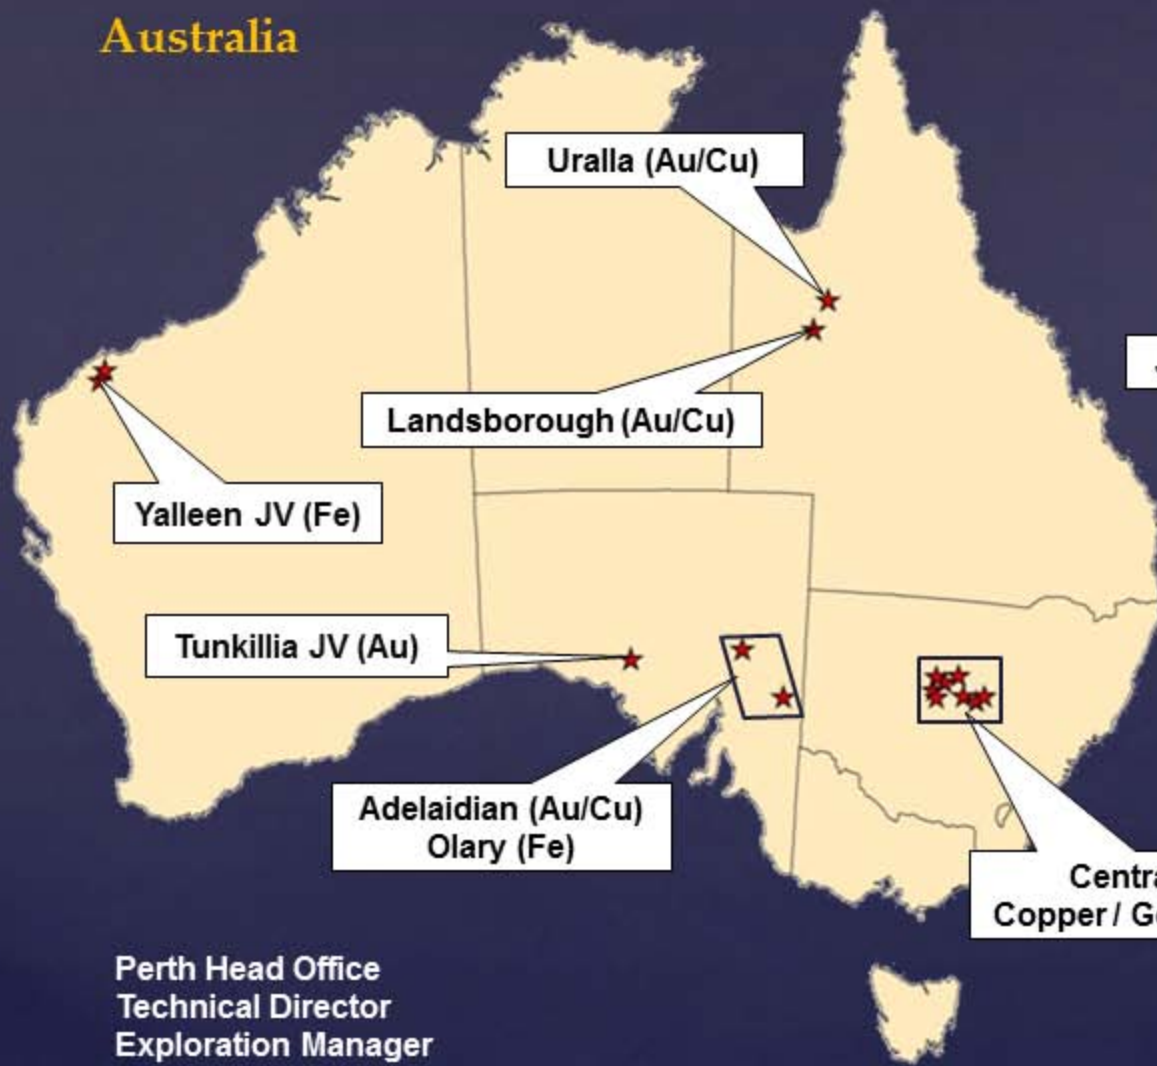 Australia
Uralla (Au/Cu)
Landsborough (Au/Cu)
Yalleen JV (Fe)
Tunkillia JV (Au)
Adelaidian (Au/Cu)
Olary (Fe)
Copper /
Perth Head Office
Technical Director
Exploration Manager